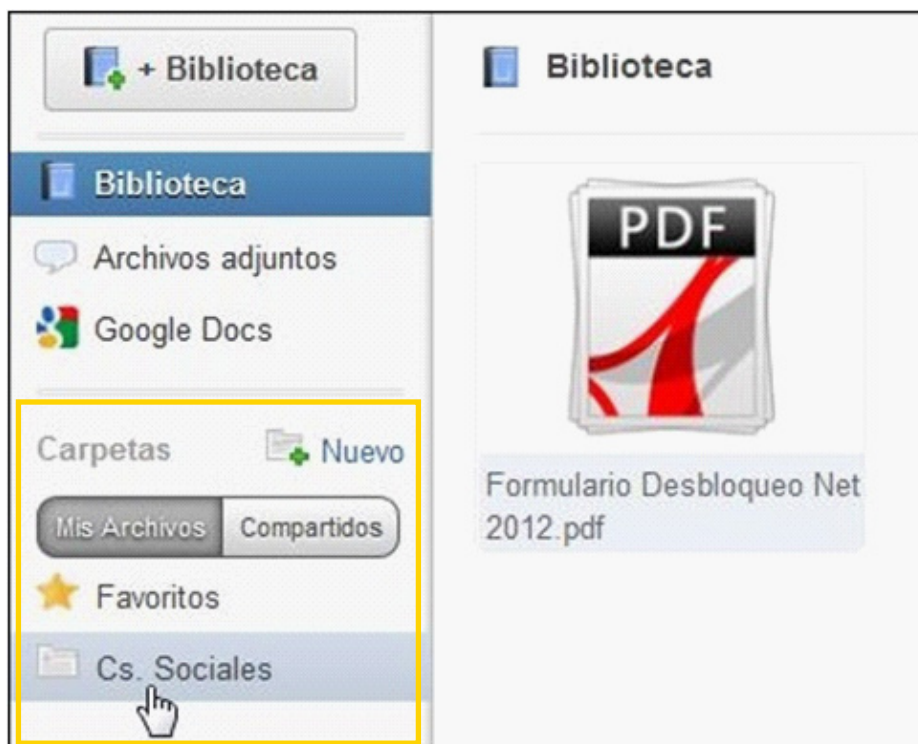 + Biblioteca
Biblioteca
Archivos adjuntos
Google Docs
Carpetas Nuevo
Mis Archivos Compartidos
Favoritos
Cs. Sociales
Biblioteca
PDF
Formulario Desbloqueo Net
2012.pdf